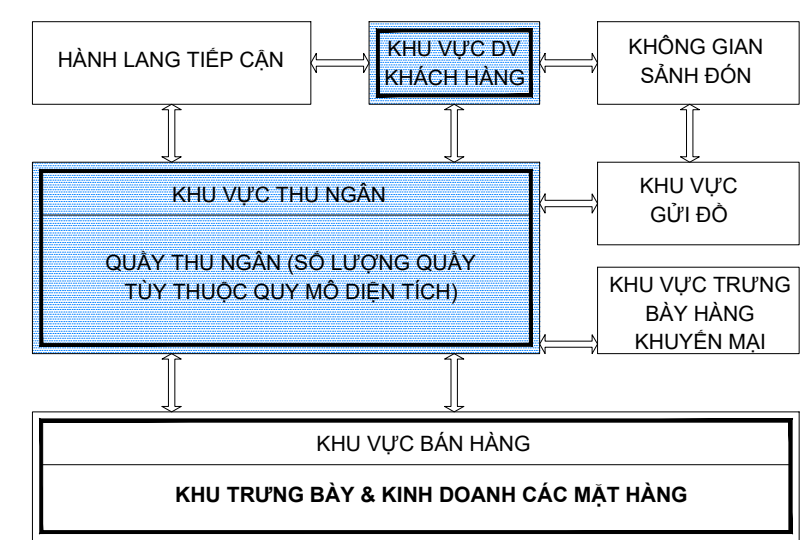 HÀNH LANG TIẾP CẬN
KHU VỰC DV
KHÁCH HÀNG
KHÔNG GIAN
SẢNH ĐÓN
KHU VỰC THU NGÂN
QUẦY THU NGÂN (SỐ LƯỢNG QUẦY
TÙY THUỘC QUY MÔ DIỆN TÍCH)
KHU VỰC
GỬI ĐỒ
KHU VỰC TRƯNG
BÀY HÀNG
KHUYẾN MẠI
KHU VỰC BÁN HÀNG
KHU TRƯNG BÀY & KINH DOANH CÁC MẶT HÀNG